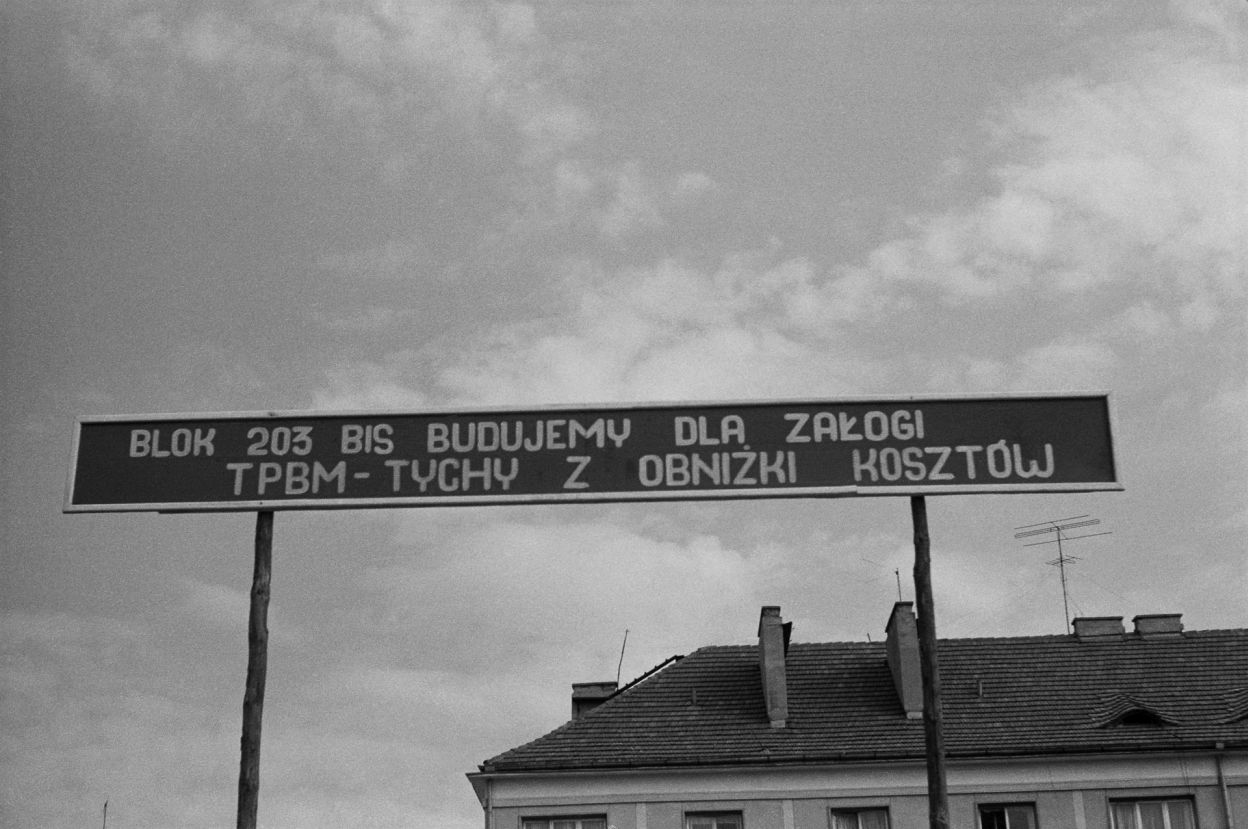 BLOK 203 BIS BUDUJEMY DLA ZAŁOGI
TPBM - TYCHY Z OBNIŻKI KOSZTÓW